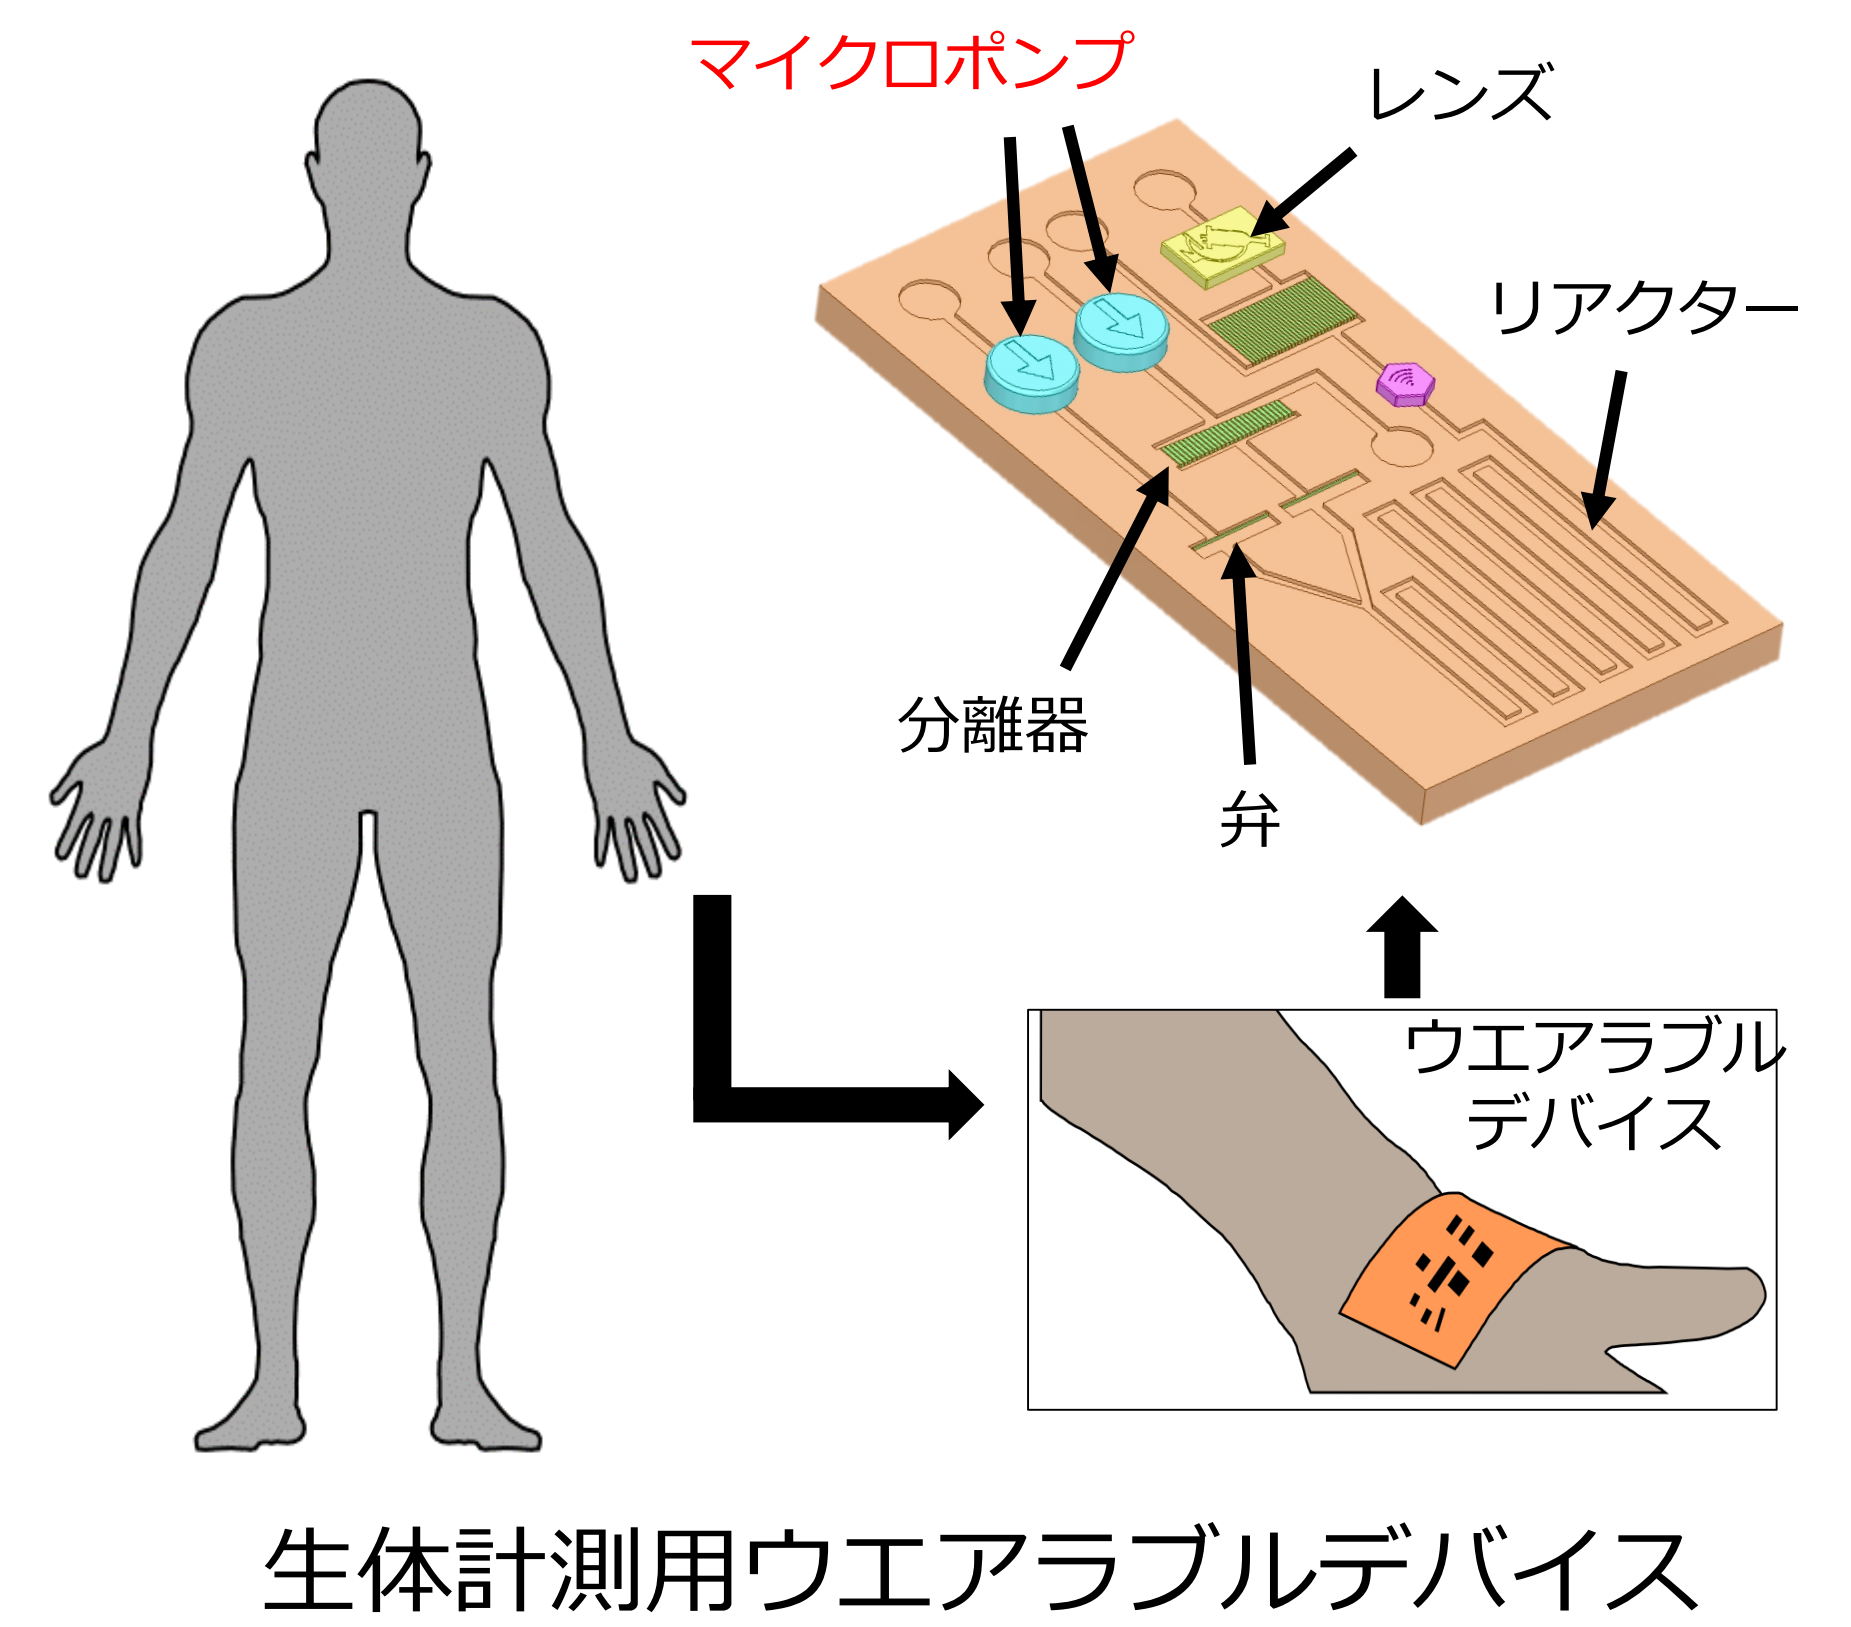 マイクロポンプ
レンズ
リアクター
分離器
弁
ウエアラブル
デバイス
生体計測用ウエアラブルデバイス